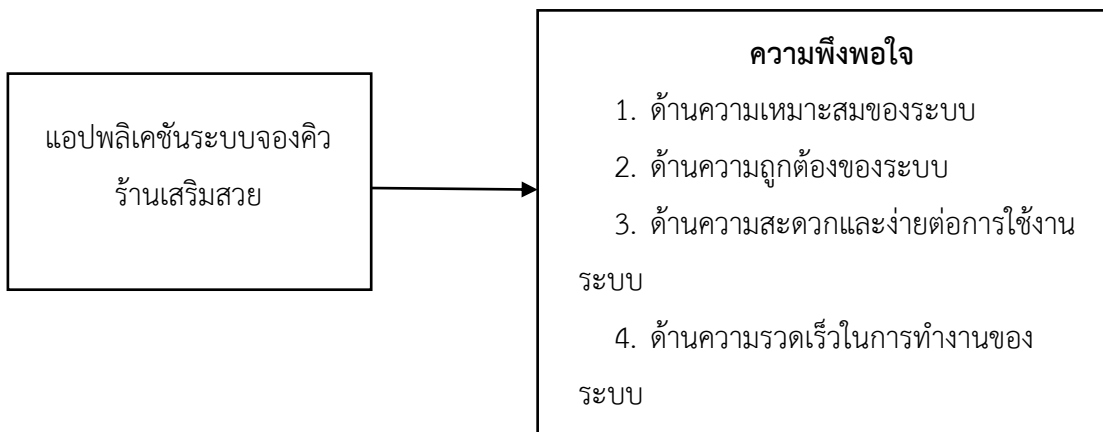 แอปพลิเคชันระบบจองคิว
ร้านเสริมสวย
ความพึงพอใจ
1. ด้านความเหมาะสมของระบบ
2. ด้านความถูกต้องของระบบ
3. ด้านความสะดวกและง่ายต่อการใช้งาน
ระบบ
4. ด้านความรวดเร็วในการทำงานของ
ระบบ